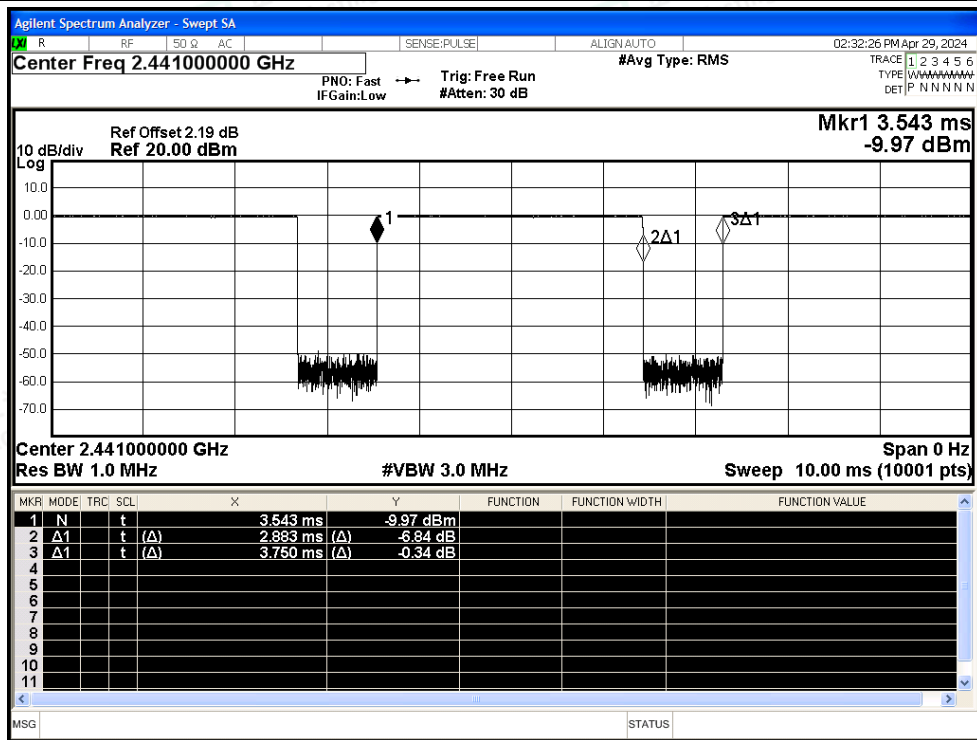 Agilent Spectrum Analyzer - Swept SA
LXI R RF 50 Ω AC SENSE:PULSE ALIGN AUTO 02:32:26 PM Apr 29, 2024
Center Freq 2.441000000 GHz #Avg Type: RMS TRACE 1 2 3 4 5 6
PNO: Fast Trig: Free Run TYPE WWWWWW
IFGain:Low #Atten: 30 dB DET P N N N N N
Mkr1 3.543 ms
-9.97 dBm
Ref Offset 2.19 dB
10 dB/div Ref 20.00 dBm
Log
10.0
0.00
1
3Δ1
2Δ1
-10.0
-20.0
-30.0
-40.0
-50.0
-60.0
-70.0
Center 2.441000000 GHz Span 0 Hz
Res BW 1.0 MHz #VBW 3.0 MHz Sweep 10.00 ms (10001 pts)
MKR MODE TRC SCL X Y FUNCTION FUNCTION WIDTH FUNCTION VALUE
1 N t 3.543 ms -9.97 dBm
2 Δ1 t (Δ) 2.883 ms (Δ) -6.84 dB
3 Δ1 t (Δ) 3.750 ms (Δ) -0.34 dB
4
5
6
7
8
9
10
11
MSG STATUS